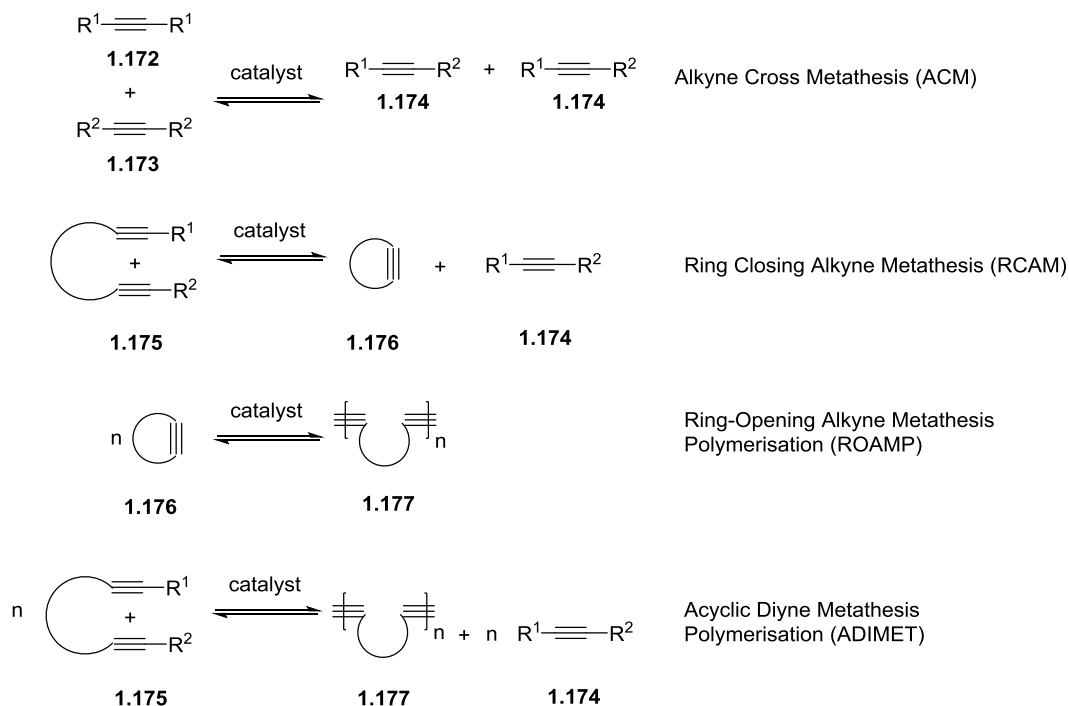 R¹ R¹
1.172
+
R² R²
1.173
catalyst
R¹ R² + R¹ R²
1.174 1.174
Alkyne Cross Metathesis (ACM)
R¹
+
R²
1.175
catalyst
1.176
+
R¹ R²
1.174
Ring Closing Alkyne Metathesis (RCAM)
n
1.176
catalyst
n
1.177
Ring-Opening Alkyne Metathesis
Polymerisation (ROAMP)
n
R¹
+
R²
1.175
catalyst
n + n R¹ R²
1.177 1.174
Acyclic Diyne Metathesis
Polymerisation (ADIMET)